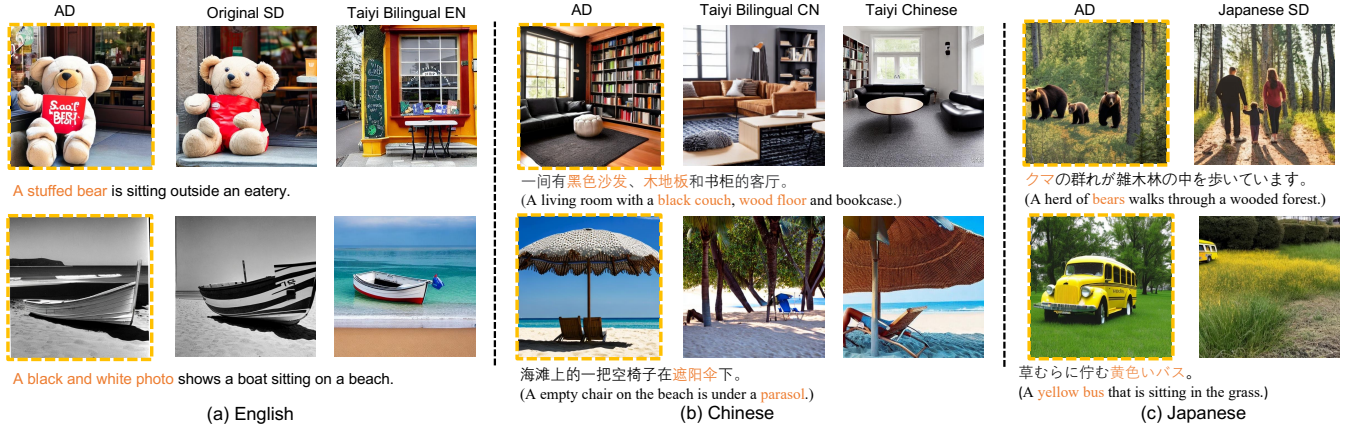 AD
Original SD
Taiyi Bilingual EN
A stuffed bear is sitting outside an eatery.
A black and white photo shows a boat sitting on a beach.
(a) English
AD
Taiyi Bilingual CN
Taiyi Chinese
一间有黑色沙发、木地板和书柜的客厅。
(A living room with a black couch, wood floor and bookcase.)
海滩上的一把空椅子在遮阳伞下。
(A empty chair on the beach is under a parasol.)
(b) Chinese
AD
Japanese SD
クマの群れが雑木林の中を歩いています。
(A herd of bears walks through a wooded forest.)
草むらに佇む黄色いバス。
(A yellow bus that is sitting in the grass.)
(c) Japanese